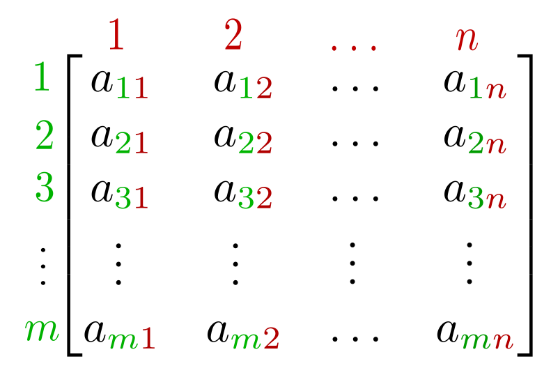 1 2 ... n
1 a11 a12 ... a1n
2 a21 a22 ... a2n
3 a31 a32 ... a3n
⋮ ⋮ ⋮ ⋮ ⋮
m am1 am2 ... amn